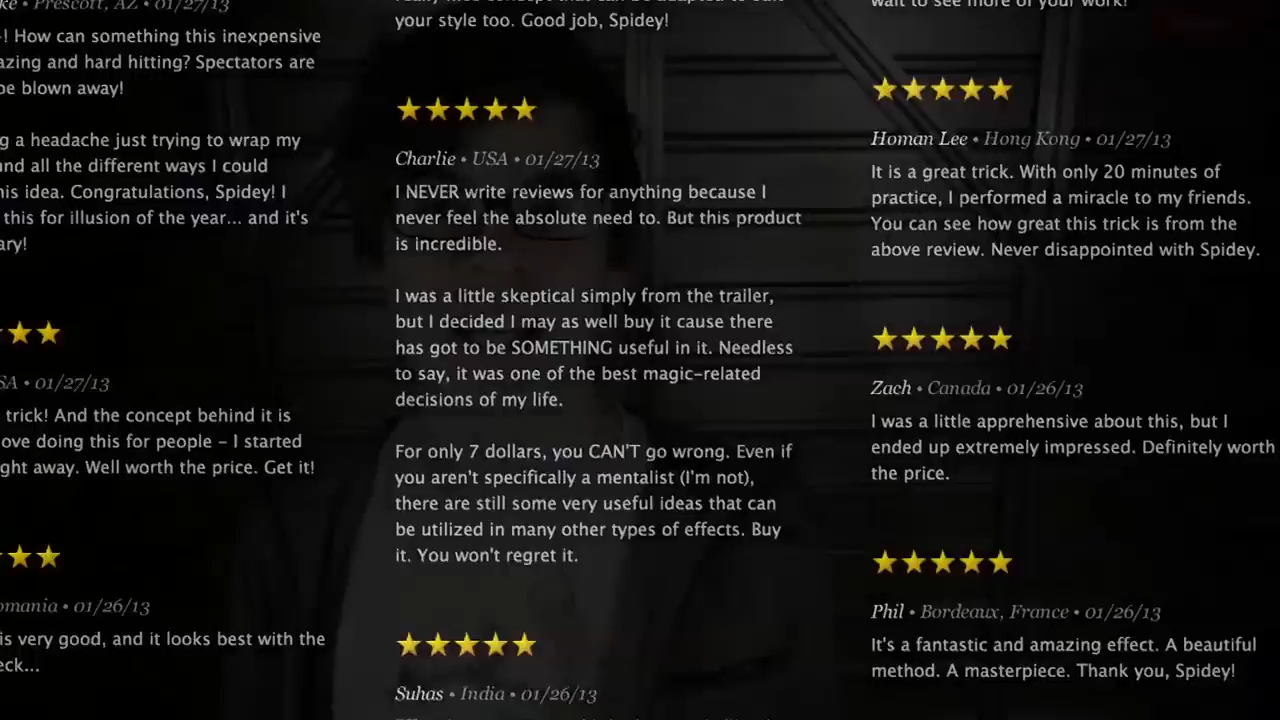 Prescott, AZ • 01/27/13
How can something this inexpensive
and hard hitting? Spectators are
be blown away!
a headache just trying to wrap my
all the different ways I could
idea. Congratulations, Spidey! I
this for illusion of the year... and it's
• 01/27/13
trick! And the concept behind it is
doing this for people – I started
away. Well worth the price. Get it!
• 01/26/13
is very good, and it looks best with the
your style too. Good job, Spidey!
Charlie • USA • 01/27/13
I NEVER write reviews for anything because I
never feel the absolute need to. But this product
is incredible.
I was a little skeptical simply from the trailer,
but I decided I may as well buy it cause there
has got to be SOMETHING useful in it. Needless
to say, it was one of the best magic-related
decisions of my life.
For only 7 dollars, you CAN'T go wrong. Even if
you aren't specifically a mentalist (I'm not),
there are still some very useful ideas that can
be utilized in many other types of effects. Buy
it. You won't regret it.
Suhas • India • 01/26/13
wait to see more of your work!
Homan Lee • Hong Kong • 01/27/13
It is a great trick. With only 20 minutes of
practice, I performed a miracle to my friends.
You can see how great this trick is from the
above review. Never disappointed with Spidey.
Zach • Canada • 01/26/13
I was a little apprehensive about this, but I
ended up extremely impressed. Definitely worth
the price.
Phil • Bordeaux, France • 01/26/13
It's a fantastic and amazing effect. A beautiful
method. A masterpiece. Thank you, Spidey!